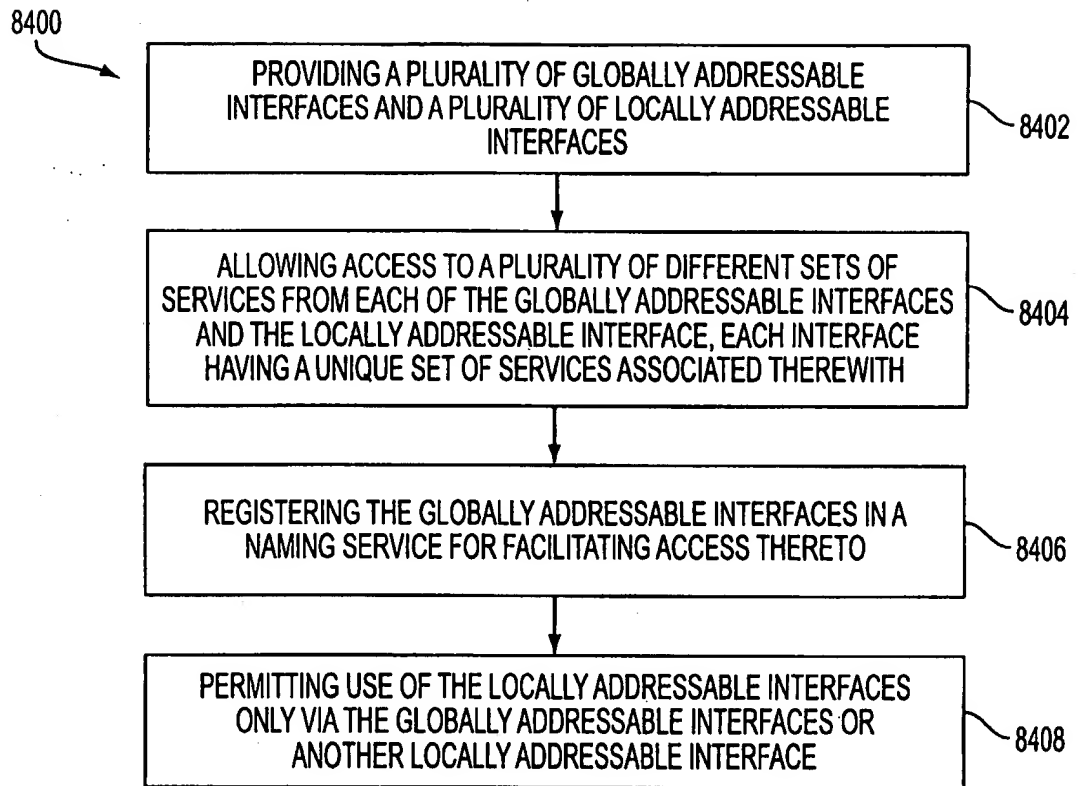 8400
PROVIDING A PLURALITY OF GLOBALLY ADDRESSABLE
INTERFACES AND A PLURALITY OF LOCALLY ADDRESSABLE
INTERFACES
8402
ALLOWING ACCESS TO A PLURALITY OF DIFFERENT SETS OF
SERVICES FROM EACH OF THE GLOBALLY ADDRESSABLE INTERFACES
AND THE LOCALLY ADDRESSABLE INTERFACE, EACH INTERFACE
HAVING A UNIQUE SET OF SERVICES ASSOCIATED THEREWITH
8404
REGISTERING THE GLOBALLY ADDRESSABLE INTERFACES IN A
NAMING SERVICE FOR FACILITATING ACCESS THERETO
8406
PERMITTING USE OF THE LOCALLY ADDRESSABLE INTERFACES
ONLY VIA THE GLOBALLY ADDRESSABLE INTERFACES OR
ANOTHER LOCALLY ADDRESSABLE INTERFACE
8408